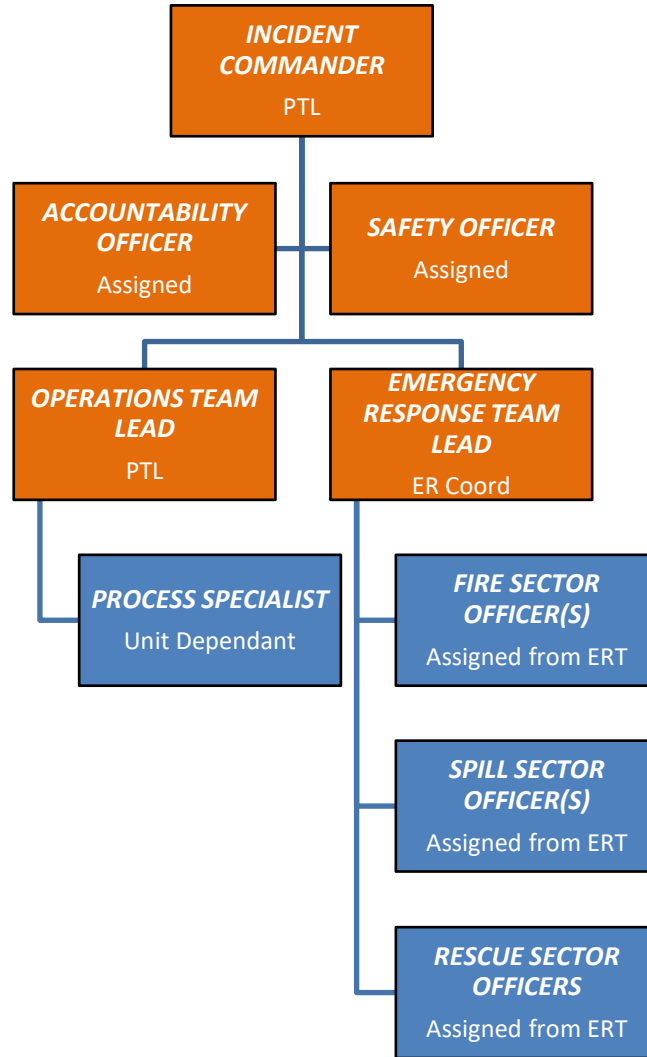 INCIDENT
COMMANDER
PTL
ACCOUNTABILITY
OFFICER
Assigned
SAFETY OFFICER
Assigned
OPERATIONS TEAM
LEAD
PTL
EMERGENCY
RESPONSE TEAM
LEAD
ER Coord
PROCESS SPECIALIST
Unit Dependant
FIRE SECTOR
OFFICER(S)
Assigned from ERT
SPILL SECTOR
OFFICER(S)
Assigned from ERT
RESCUE SECTOR
OFFICERS
Assigned from ERT